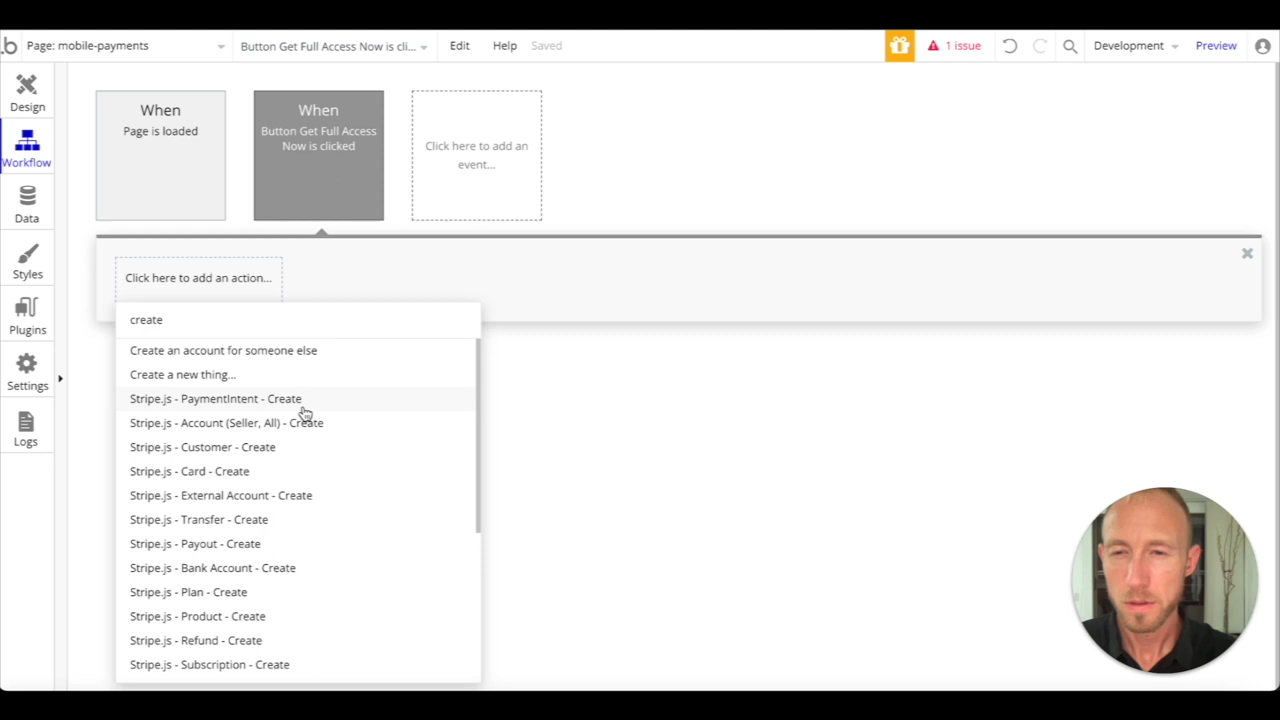 .b Page: mobile-payments Button Get Full Access Now is cli... Edit Help Saved 1 issue Development Preview
Design
Workflow
Data
Styles
Plugins
Settings
Logs
When
Page is loaded
When
Button Get Full Access
Now is clicked
Click here to add an
event...
Click here to add an action...
create
Create an account for someone else
Create a new thing...
Stripe.js - PaymentIntent - Create
Stripe.js - Account (Seller, All) - Create
Stripe.js - Customer - Create
Stripe.js - Card - Create
Stripe.js - External Account - Create
Stripe.js - Transfer - Create
Stripe.js - Payout - Create
Stripe.js - Bank Account - Create
Stripe.js - Plan - Create
Stripe.js - Product - Create
Stripe.js - Refund - Create
Stripe.js - Subscription - Create